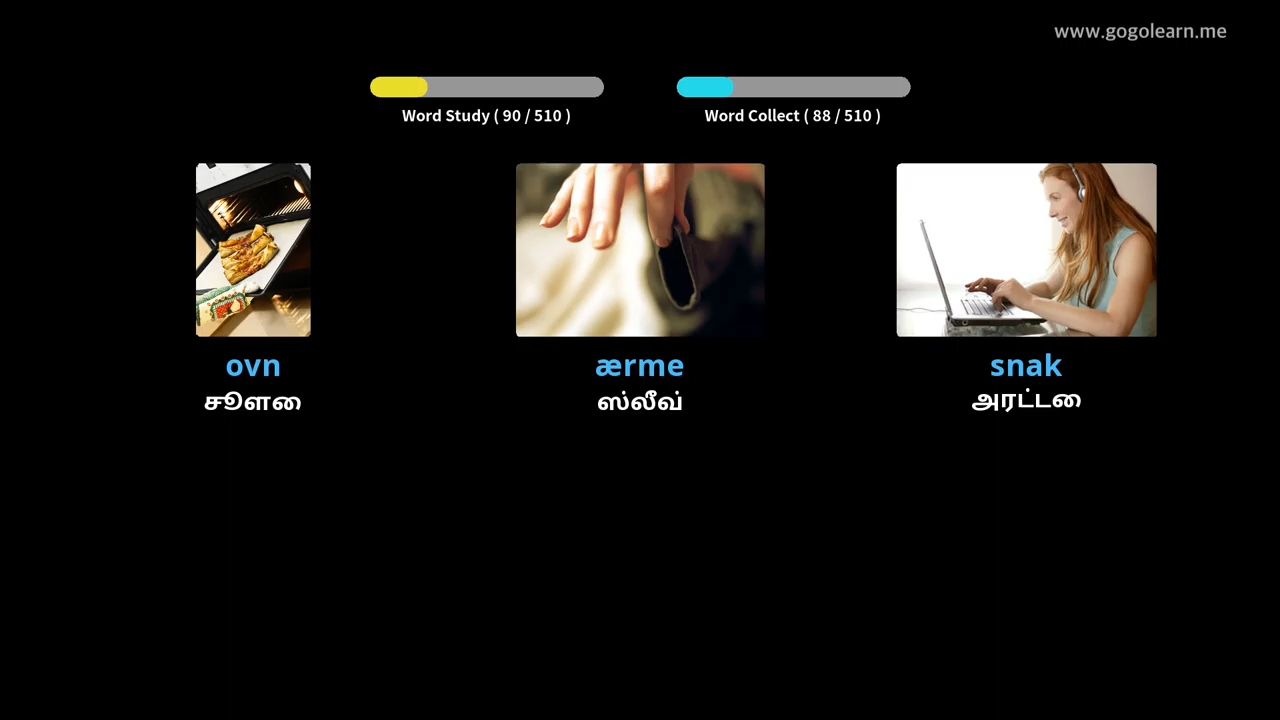 www.gogolearn.me
Word Study ( 90 / 510 )
Word Collect ( 88 / 510 )
ovn
ærme
snak
சூளை
ஸ்லீவ்
அரட்டை